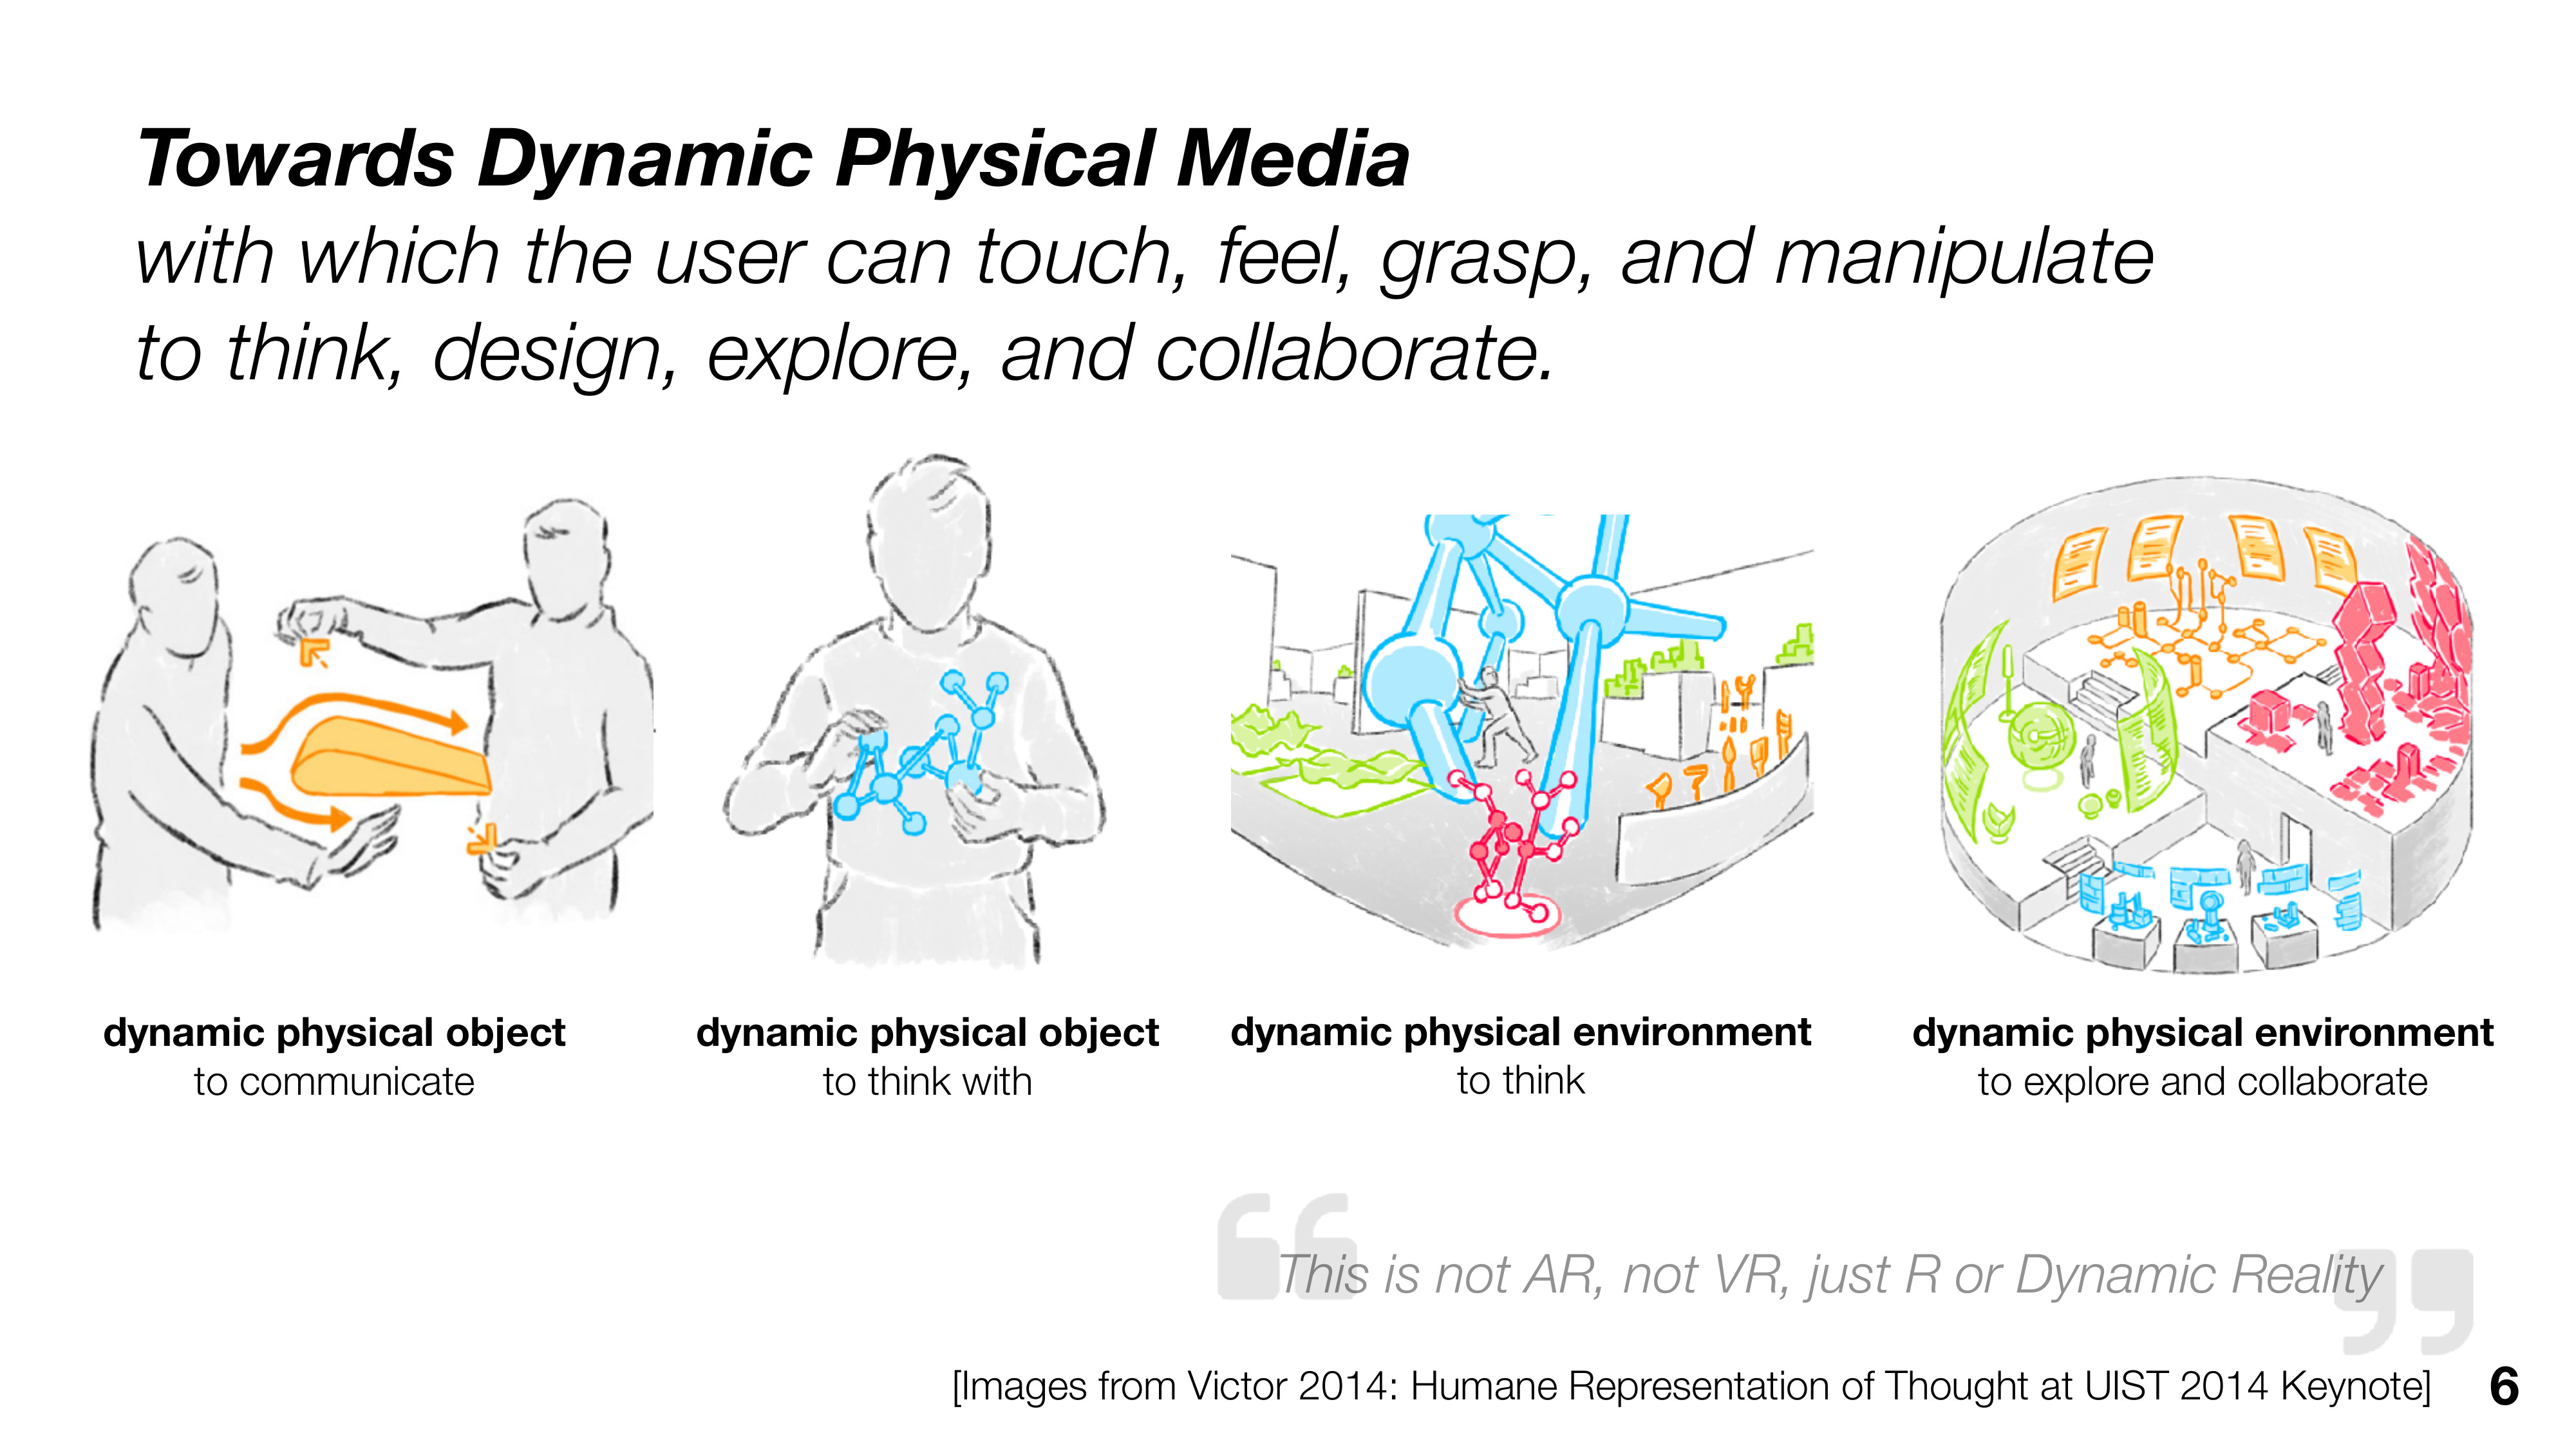 Towards Dynamic Physical Media
with which the user can touch, feel, grasp, and manipulate
to think, design, explore, and collaborate.
dynamic physical object
to communicate
dynamic physical object
to think with
dynamic physical environment
to think
dynamic physical environment
to explore and collaborate
“This is not AR, not VR, just R or Dynamic Reality”
[Images from Victor 2014: Humane Representation of Thought at UIST 2014 Keynote]
6